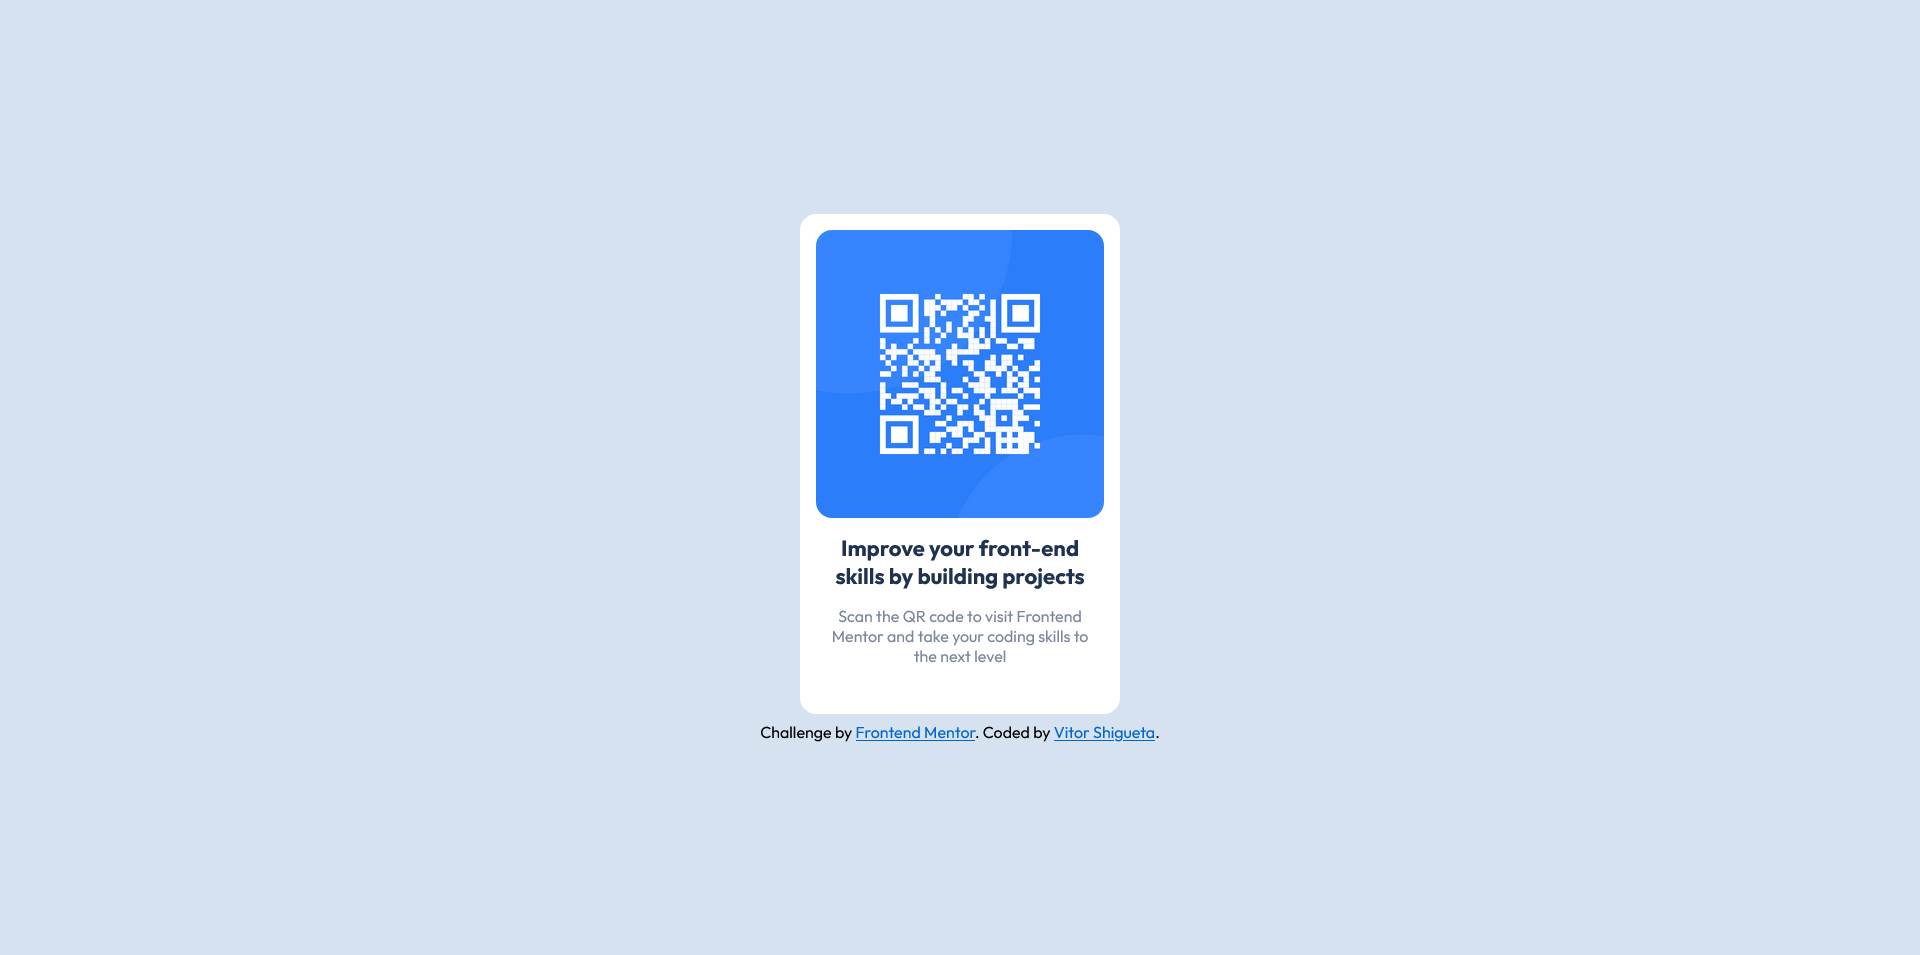 Improve your front-end
skills by building projects
Scan the QR code to visit Frontend
Mentor and take your coding skills to
the next level
Challenge by Frontend Mentor. Coded by Vitor Shigueta.